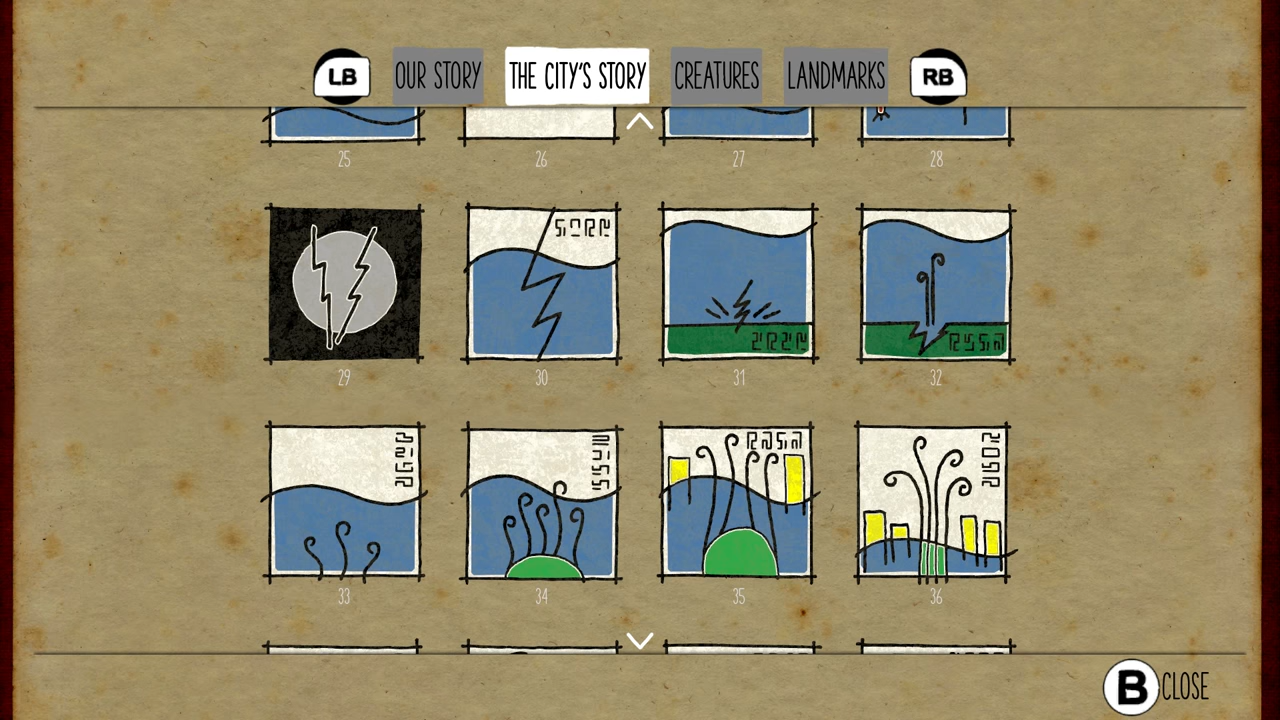 LB OUR STORY THE CITY'S STORY CREATURES LANDMARKS RB
25 26 27 28
29 30 31 32
33 34 35 36
B CLOSE